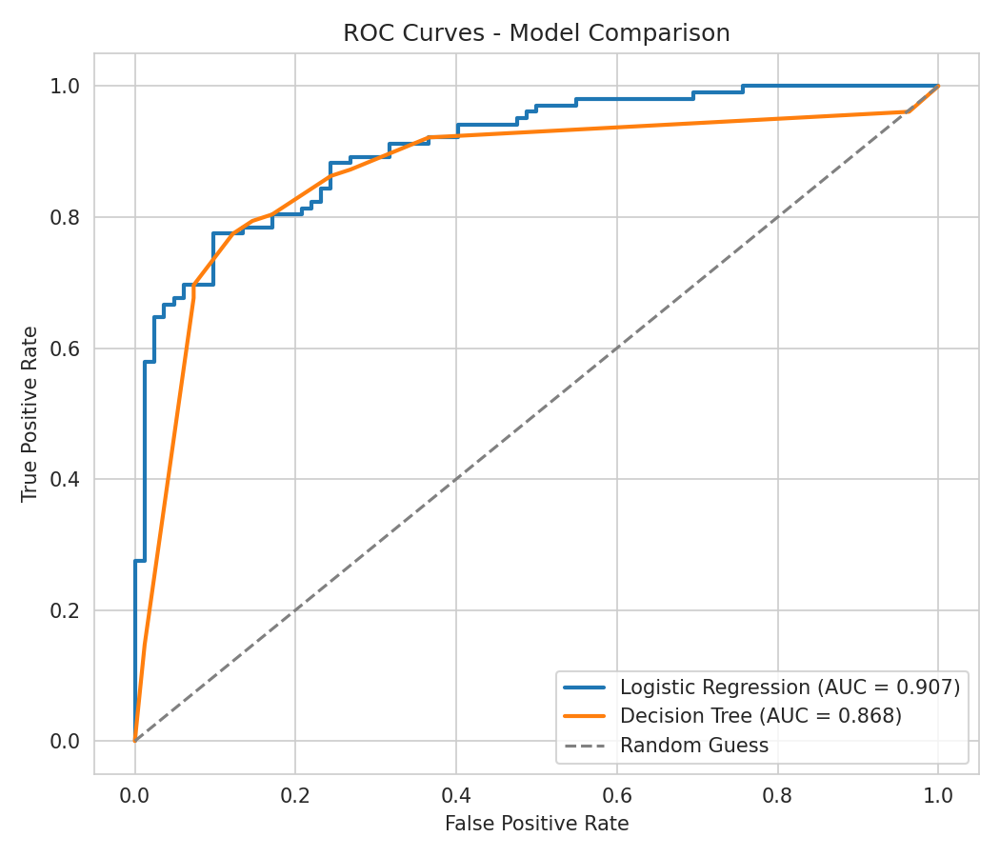 ROC Curves - Model Comparison
True Positive Rate
1.0
0.8
0.6
0.4
0.2
0.0
0.0 0.2 0.4 0.6 0.8 1.0
False Positive Rate
Logistic Regression (AUC = 0.907)
Decision Tree (AUC = 0.868)
Random Guess